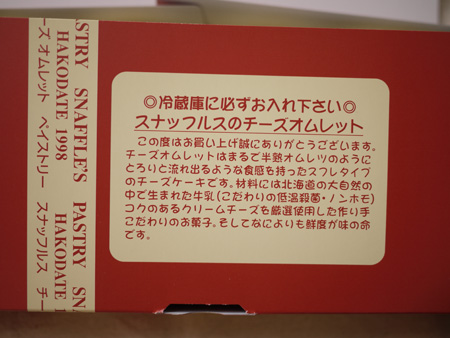 ◎冷蔵庫に必ずお入れ下さい◎
スナッフルスのチーズオムレット
この度はお買い上げ誠にありがとうございます。
チーズオムレットはまるで半熟オムレツのように
とろりと流れ出るような食感を持ったスフレタイプ
のチーズケーキです。材料には北海道の大自然の
中で生まれた牛乳(こだわりの低温殺菌・ノンホモ)
コクのあるクリームチーズを厳選使用した作り手
こだわりのお菓子。そしてなによりも鮮度が味の命
です。
PASTRY SNAFFLE'S PASTRY SN
HAKODATE 1998 HAKODATE
ーズオムレット ペイストリー スナッフルス チー